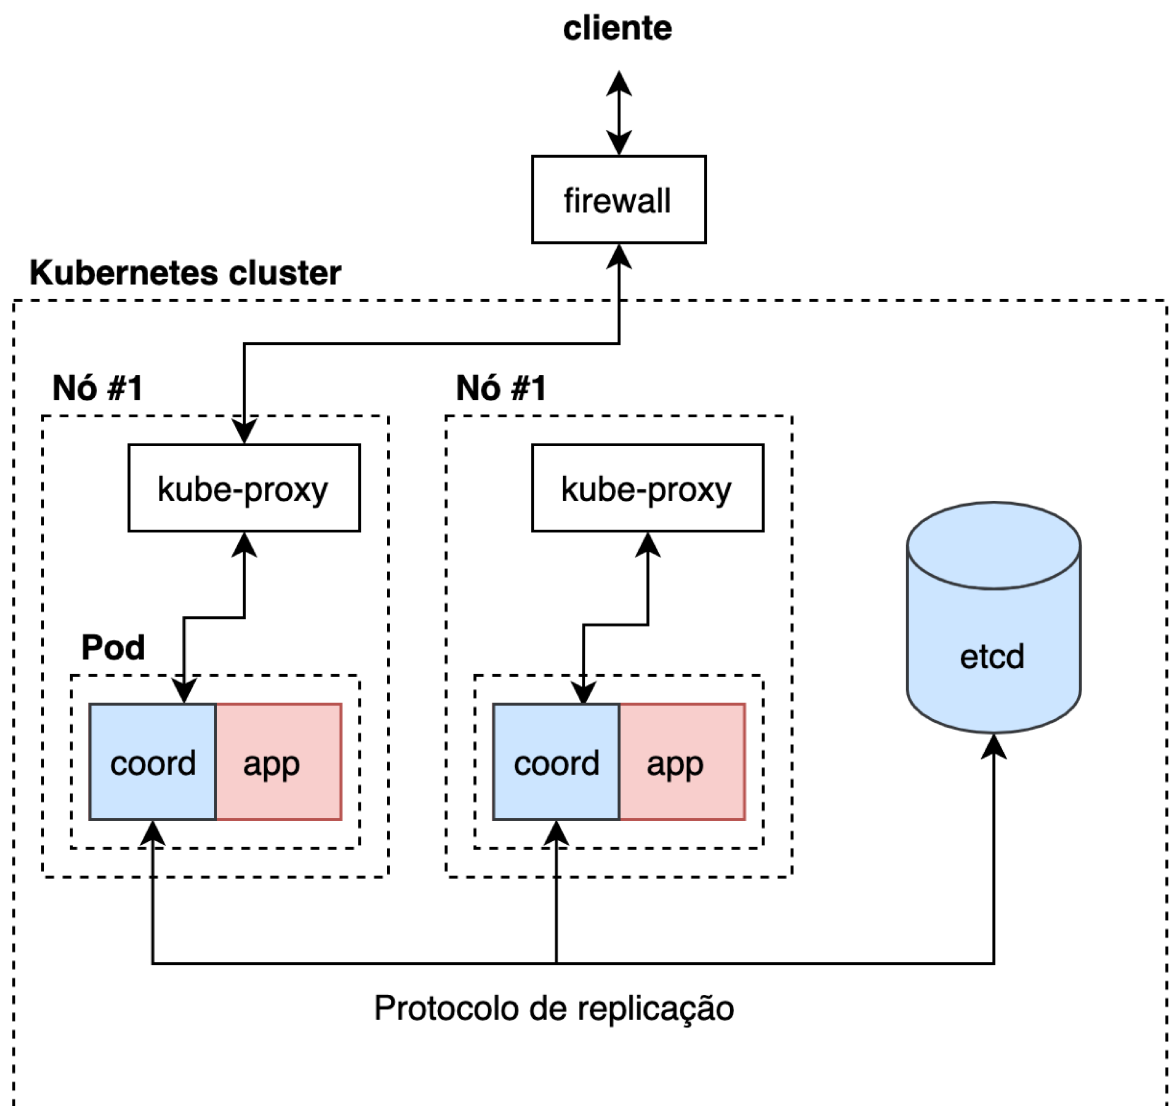 cliente
firewall
Kubernetes cluster
Nó #1
Nó #1
kube-proxy
kube-proxy
etcd
Pod
coord
app
coord
app
Protocolo de replicação